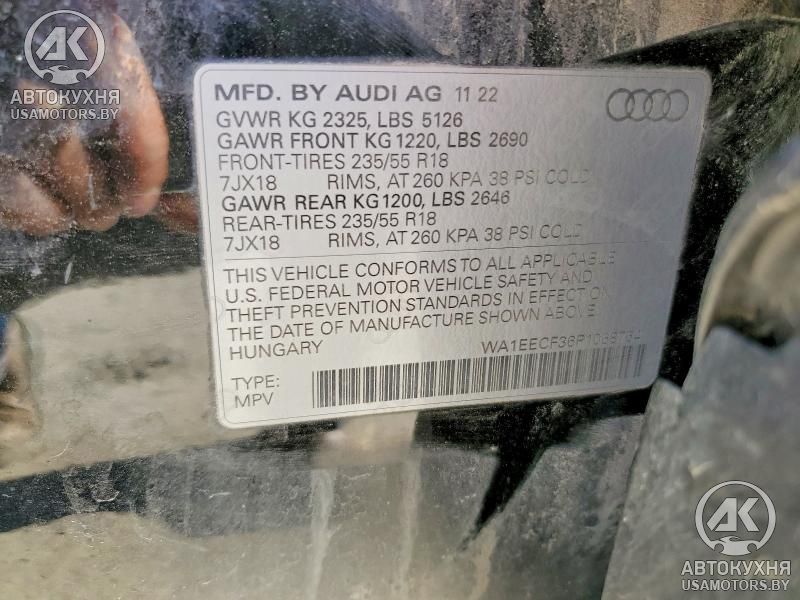 АК
АВТОКУХНЯ
USAMOTORS.BY
MFD. BY AUDI AG 11 22
GVWR KG 2325, LBS 5126
GAWR FRONT KG 1220, LBS 2690
FRONT-TIRES 235/55 R18
7JX18 RIMS, AT 260 KPA 38 PSI COLD
GAWR REAR KG1200, LBS 2646
REAR-TIRES 235/55 R18
7JX18 RIMS, AT 260 KPA 38 PSI COLD
THIS VEHICLE CONFORMS TO ALL APPLICABLE
U.S. FEDERAL MOTOR VEHICLE SAFETY AND
THEFT PREVENTION STANDARDS IN EFFECT ON
THE DATE OF MANUFACTURE SHOWN ABOVE.
HUNGARY
TYPE:
MPV
АК
АВТОКУХНЯ
USAMOTORS.BY